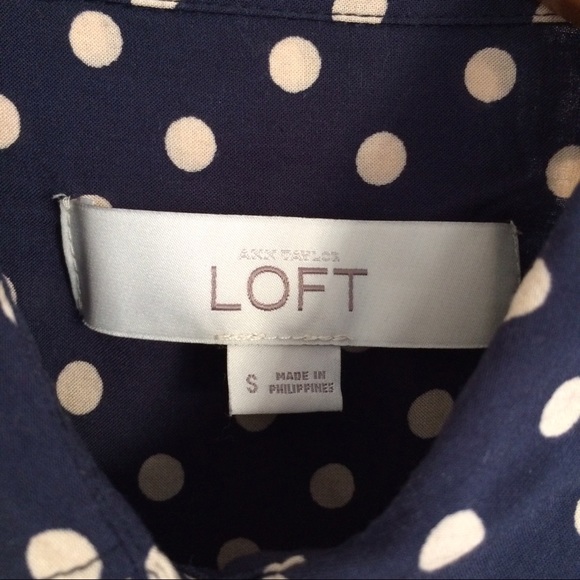 ANN TAYLOR
LOFT
S
MADE IN
PHILIPPINES